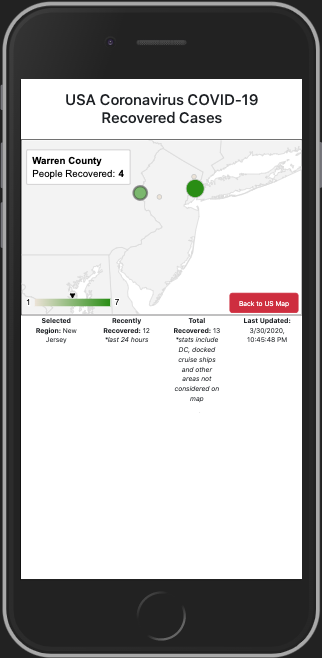 USA Coronavirus COVID-19
Recovered Cases
Warren County
People Recovered: 4
1
7
Back to US Map
Selected
Region: New
Jersey
Recently
Recovered: 12
*last 24 hours
Total
Recovered: 13
*stats include
DC, docked
cruise ships
and other
areas not
considered on
map
Last Updated:
3/30/2020,
10:45:48 PM